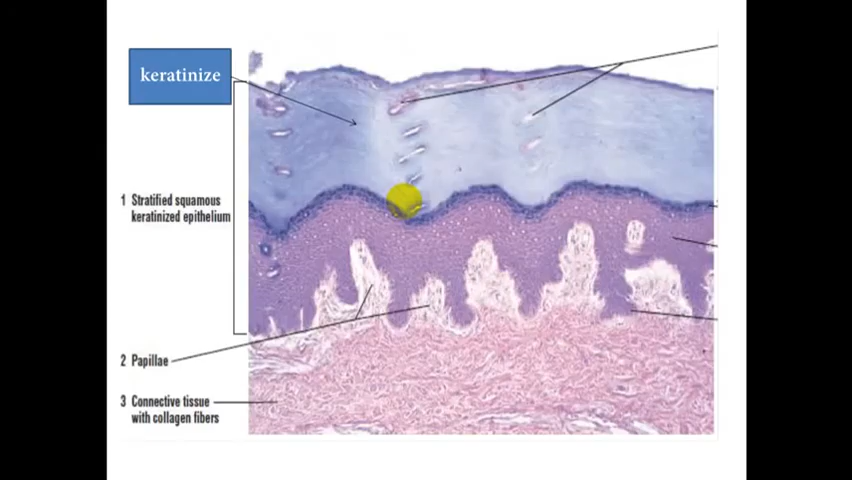 keratinize
1 Stratified squamous
keratinized epithelium
2 Papillae
3 Connective tissue
with collagen fibers